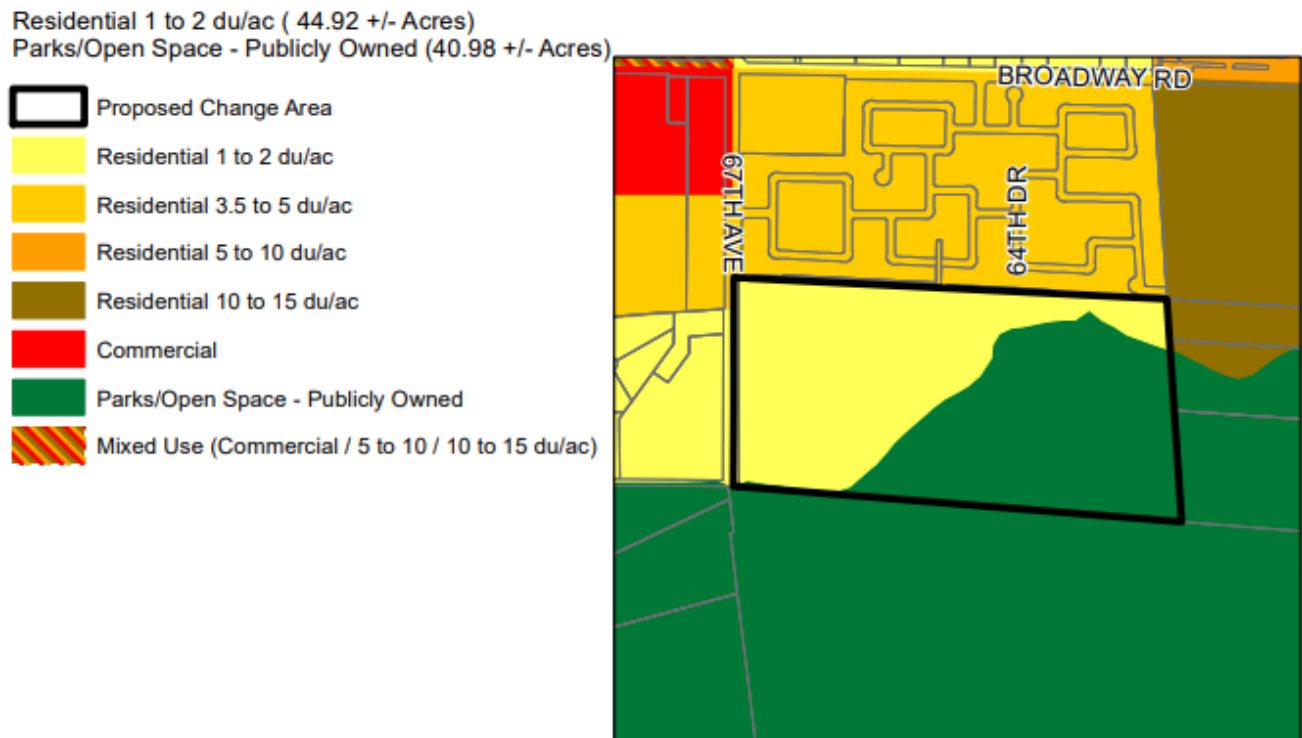 Residential 1 to 2 du/ac ( 44.92 +/- Acres)
Parks/Open Space - Publicly Owned (40.98 +/- Acres)
Proposed Change Area
Residential 1 to 2 du/ac
Residential 3.5 to 5 du/ac
Residential 5 to 10 du/ac
Residential 10 to 15 du/ac
Commercial
Parks/Open Space - Publicly Owned
Mixed Use (Commercial / 5 to 10 / 10 to 15 du/ac)
BROADWAY RD
67TH AVE
64TH DR